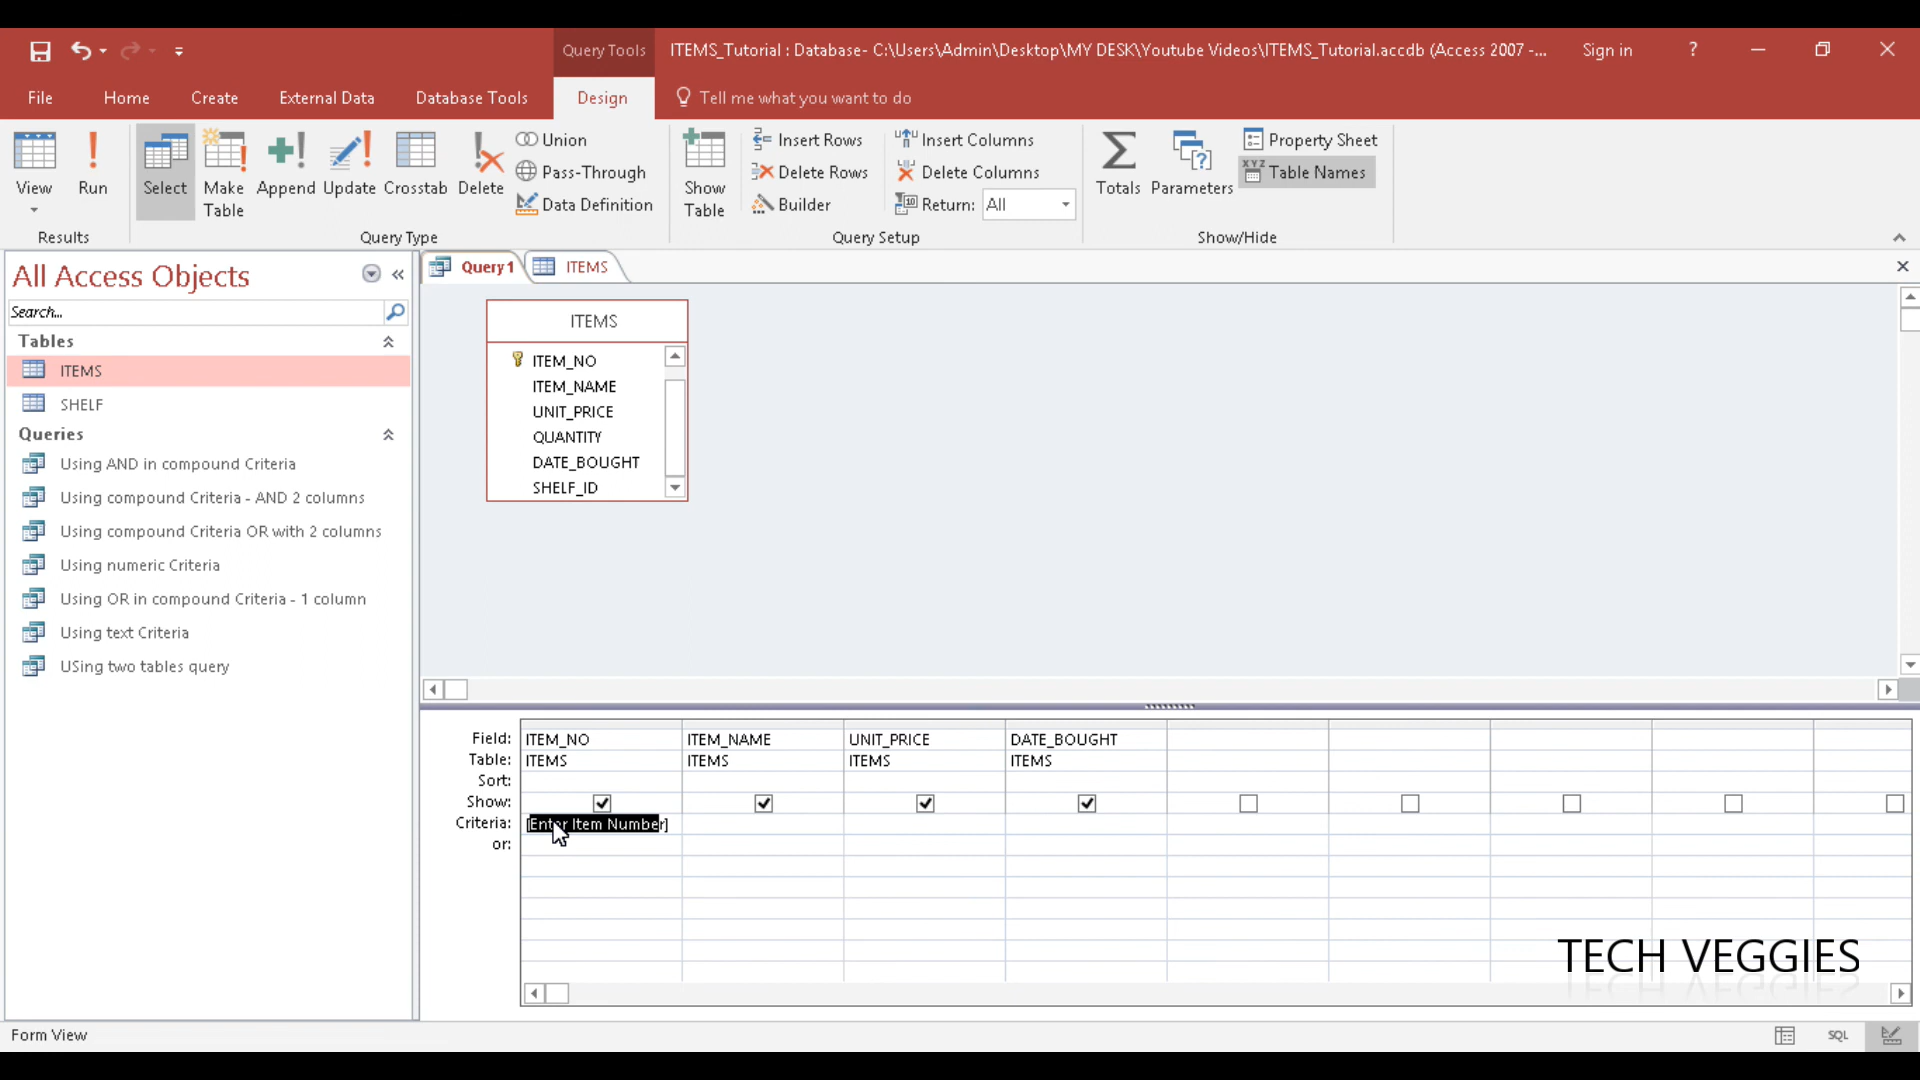 Query Tools
ITEMS_Tutorial : Database- C:\Users\Admin\Desktop\MY DESK\Youtube Videos\ITEMS_Tutorial.accdb (Access 2007 -...
Sign in
?
File
Home
Create
External Data
Database Tools
Design
Tell me what you want to do
View
Run
Select
Make Table
Append
Update
Crosstab
Delete
Union
Pass-Through
Data Definition
Show Table
Insert Rows
Delete Rows
Builder
Insert Columns
Delete Columns
Return: All
Totals
Parameters
Property Sheet
Table Names
Results
Query Type
Query Setup
Show/Hide
All Access Objects
Search...
Tables
ITEMS
SHELF
Queries
Using AND in compound Criteria
Using compound Criteria - AND 2 columns
Using compound Criteria OR with 2 columns
Using numeric Criteria
Using OR in compound Criteria - 1 column
Using text Criteria
USing two tables query
Query1
ITEMS
ITEMS
ITEM_NO
ITEM_NAME
UNIT_PRICE
QUANTITY
DATE_BOUGHT
SHELF_ID
Field: ITEM_NO ITEM_NAME UNIT_PRICE DATE_BOUGHT
Table: ITEMS ITEMS ITEMS ITEMS
Sort:
Show:
Criteria: [Enter Item Number]
or:
TECH VEGGIES
Form View
SQL